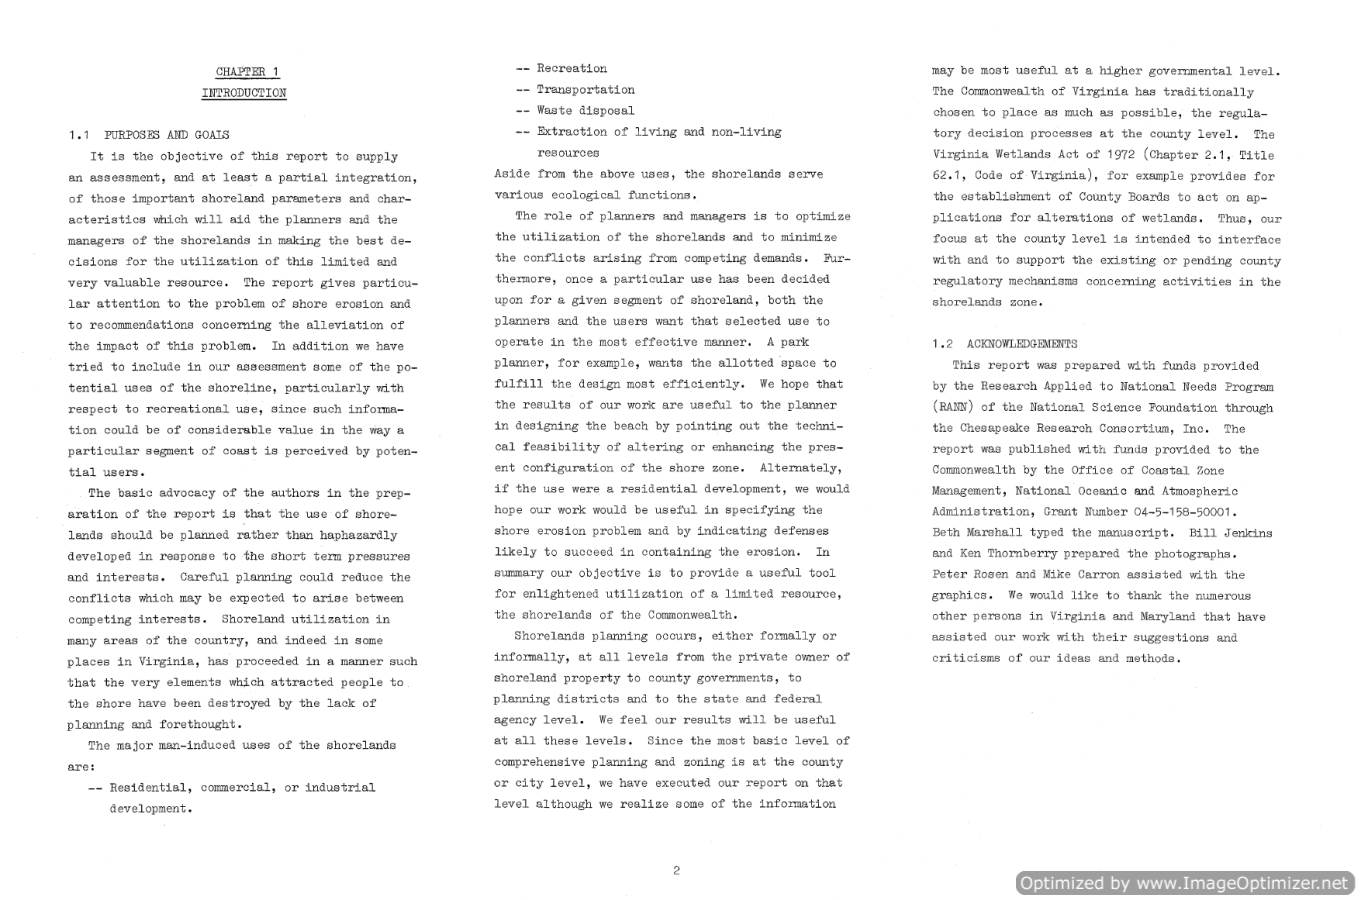 CHAPTER 1
INTRODUCTION
1.1 PURPOSES AND GOALS
It is the objective of this report to supply
an assessment, and at least a partial integration,
of those important shoreland parameters and char-
acteristics which will aid the planners and the
managers of the shorelands in making the best de-
cisions for the utilization of this limited and
very valuable resource. The report gives particu-
lar attention to the problem of shore erosion and
to recommendations concerning the alleviation of
the impact of this problem. In addition we have
tried to include in our assessment some of the po-
tential uses of the shoreline, particularly with
respect to recreational use, since such informa-
tion could be of considerable value in the way a
particular segment of coast is perceived by poten-
tial users.
The basic advocacy of the authors in the prep-
aration of the report is that the use of shore-
lands should be planned rather than haphazardly
developed in response to the short term pressures
and interests. Careful planning could reduce the
conflicts which may be expected to arise between
competing interests. Shoreland utilization in
many areas of the country, and indeed in some
places in Virginia, has proceeded in a manner such
that the very elements which attracted people to
the shore have been destroyed by the lack of
planning and forethought.
The major man-induced uses of the shorelands
are:
-- Residential, commercial, or industrial
development.
-- Recreation
-- Transportation
-- Waste disposal
-- Extraction of living and non-living
resources
Aside from the above uses, the shorelands serve
various ecological functions.
The role of planners and managers is to optimize
the utilization of the shorelands and to minimize
the conflicts arising from competing demands. Fur-
thermore, once a particular use has been decided
upon for a given segment of shoreland, both the
planners and the users want that selected use to
operate in the most effective manner. A park
planner, for example, wants the allotted space to
fulfill the design most efficiently. We hope that
the results of our work are useful to the planner
in designing the beach by pointing out the techni-
cal feasibility of altering or enhancing the pres-
ent configuration of the shore zone. Alternately,
if the use were a residential development, we would
hope our work would be useful in specifying the
shore erosion problem and by indicating defenses
likely to succeed in containing the erosion. In
summary our objective is to provide a useful tool
for enlightened utilization of a limited resource,
the shorelands of the Commonwealth.
Shorelands planning occurs, either formally or
informally, at all levels from the private owner of
shoreland property to county governments, to
planning districts and to the state and federal
agency level. We feel our results will be useful
at all these levels. Since the most basic level of
comprehensive planning and zoning is at the county
or city level, we have executed our report on that
level although we realize some of the information
may be most useful at a higher governmental level.
The Commonwealth of Virginia has traditionally
chosen to place as much as possible, the regula-
tory decision processes at the county level. The
Virginia Wetlands Act of 1972 (Chapter 2.1, Title
62.1, Code of Virginia), for example provides for
the establishment of County Boards to act on ap-
plications for alterations of wetlands. Thus, our
focus at the county level is intended to interface
with and to support the existing or pending county
regulatory mechanisms concerning activities in the
shorelands zone.
1.2 ACKNOWLEDGEMENTS
This report was prepared with funds provided
by the Research Applied to National Needs Program
(RANN) of the National Science Foundation through
the Chesapeake Research Consortium, Inc. The
report was published with funds provided to the
Commonwealth by the Office of Coastal Zone
Management, National Oceanic and Atmospheric
Administration, Grant Number 04-5-158-50001.
Beth Marshall typed the manuscript. Bill Jenkins
and Ken Thornberry prepared the photographs.
Peter Rosen and Mike Carron assisted with the
graphics. We would like to thank the numerous
other persons in Virginia and Maryland that have
assisted our work with their suggestions and
criticisms of our ideas and methods.
2
Optimized by www.ImageOptimizer.net